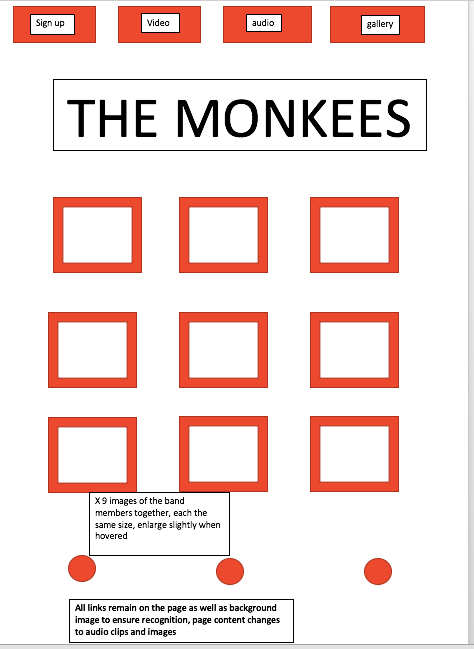 Sign up
Video
audio
gallery
THE MONKEES
X 9 images of the band
members together, each the
same size, enlarge slightly when
hovered
All links remain on the page as well as background
image to ensure recognition, page content changes
to audio clips and images